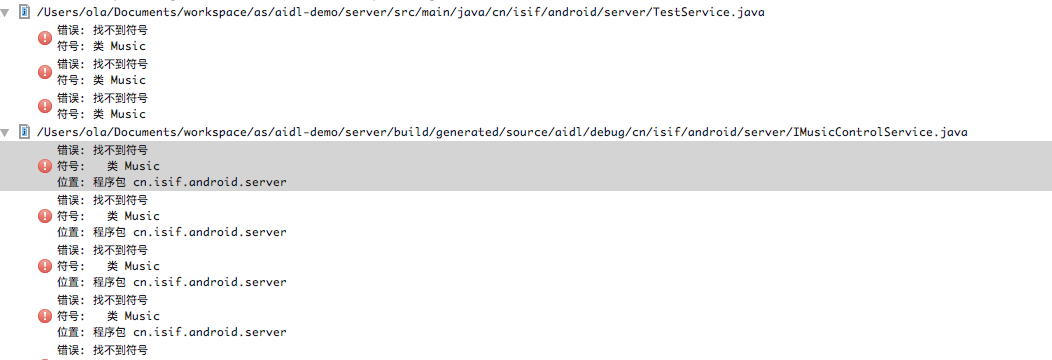 /Users/ola/Documents/workspace/as/aidl-demo/server/src/main/java/cn/isif/android/server/TestService.java
错误: 找不到符号
符号: 类 Music
错误: 找不到符号
符号: 类 Music
错误: 找不到符号
符号: 类 Music
/Users/ola/Documents/workspace/as/aidl-demo/server/build/generated/source/aidl/debug/cn/isif/android/server/IMusicControlService.java
错误: 找不到符号
符号:   类 Music
位置: 程序包 cn.isif.android.server
错误: 找不到符号
符号:   类 Music
位置: 程序包 cn.isif.android.server
错误: 找不到符号
符号:   类 Music
位置: 程序包 cn.isif.android.server
错误: 找不到符号
符号:   类 Music
位置: 程序包 cn.isif.android.server
错误: 找不到符号